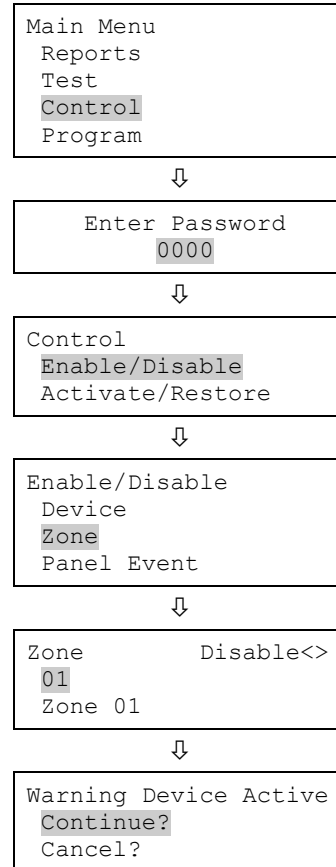 Main Menu
Reports
Test
Control
Program
⇩
Enter Password
0000
⇩
Control
Enable/Disable
Activate/Restore
⇩
Enable/Disable
Device
Zone
Panel Event
⇩
Zone Disable<>
01
Zone 01
⇩
Warning Device Active
Continue?
Cancel?